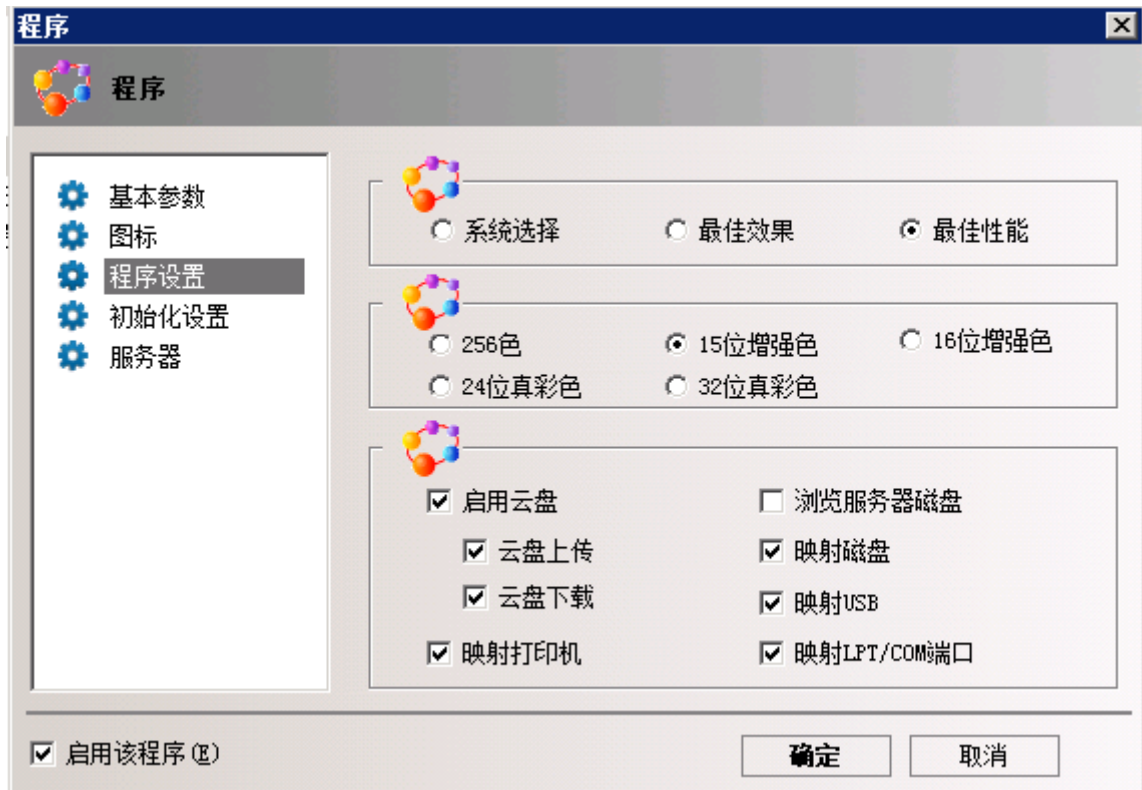 程序
程序
基本参数
图标
程序设置
初始化设置
服务器
系统选择 最佳效果 最佳性能
256色 15位增强色 16位增强色
24位真彩色 32位真彩色
启用云盘 浏览服务器磁盘
云盘上传 映射磁盘
云盘下载 映射USB
映射打印机 映射LPT/COM端口
启用该程序(E) 确定 取消